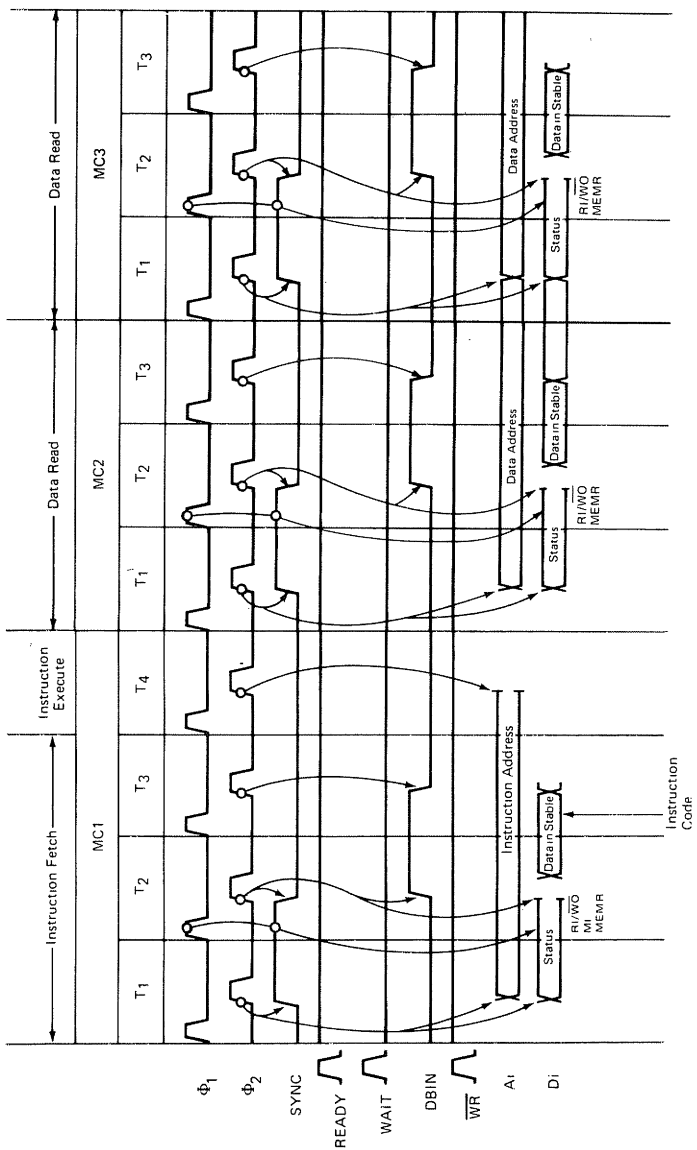 Instruction Fetch
Instruction
Execute
Data Read
Data Read
MC1
MC2
MC3
T1
T2
T3
T4
T1
T2
T3
T1
T2
T3
Φ1
Φ2
SYNC
READY
WAIT
DBIN
WR
Ai
Instruction Address
Data Address
Data Address
Di
Status
Data in Stable
Status
Data in Stable
Status
Data in Stable
RI/WO
MI
MEMR
RI/WO
MEMR
RI/WO
MEMR
Instruction
Code